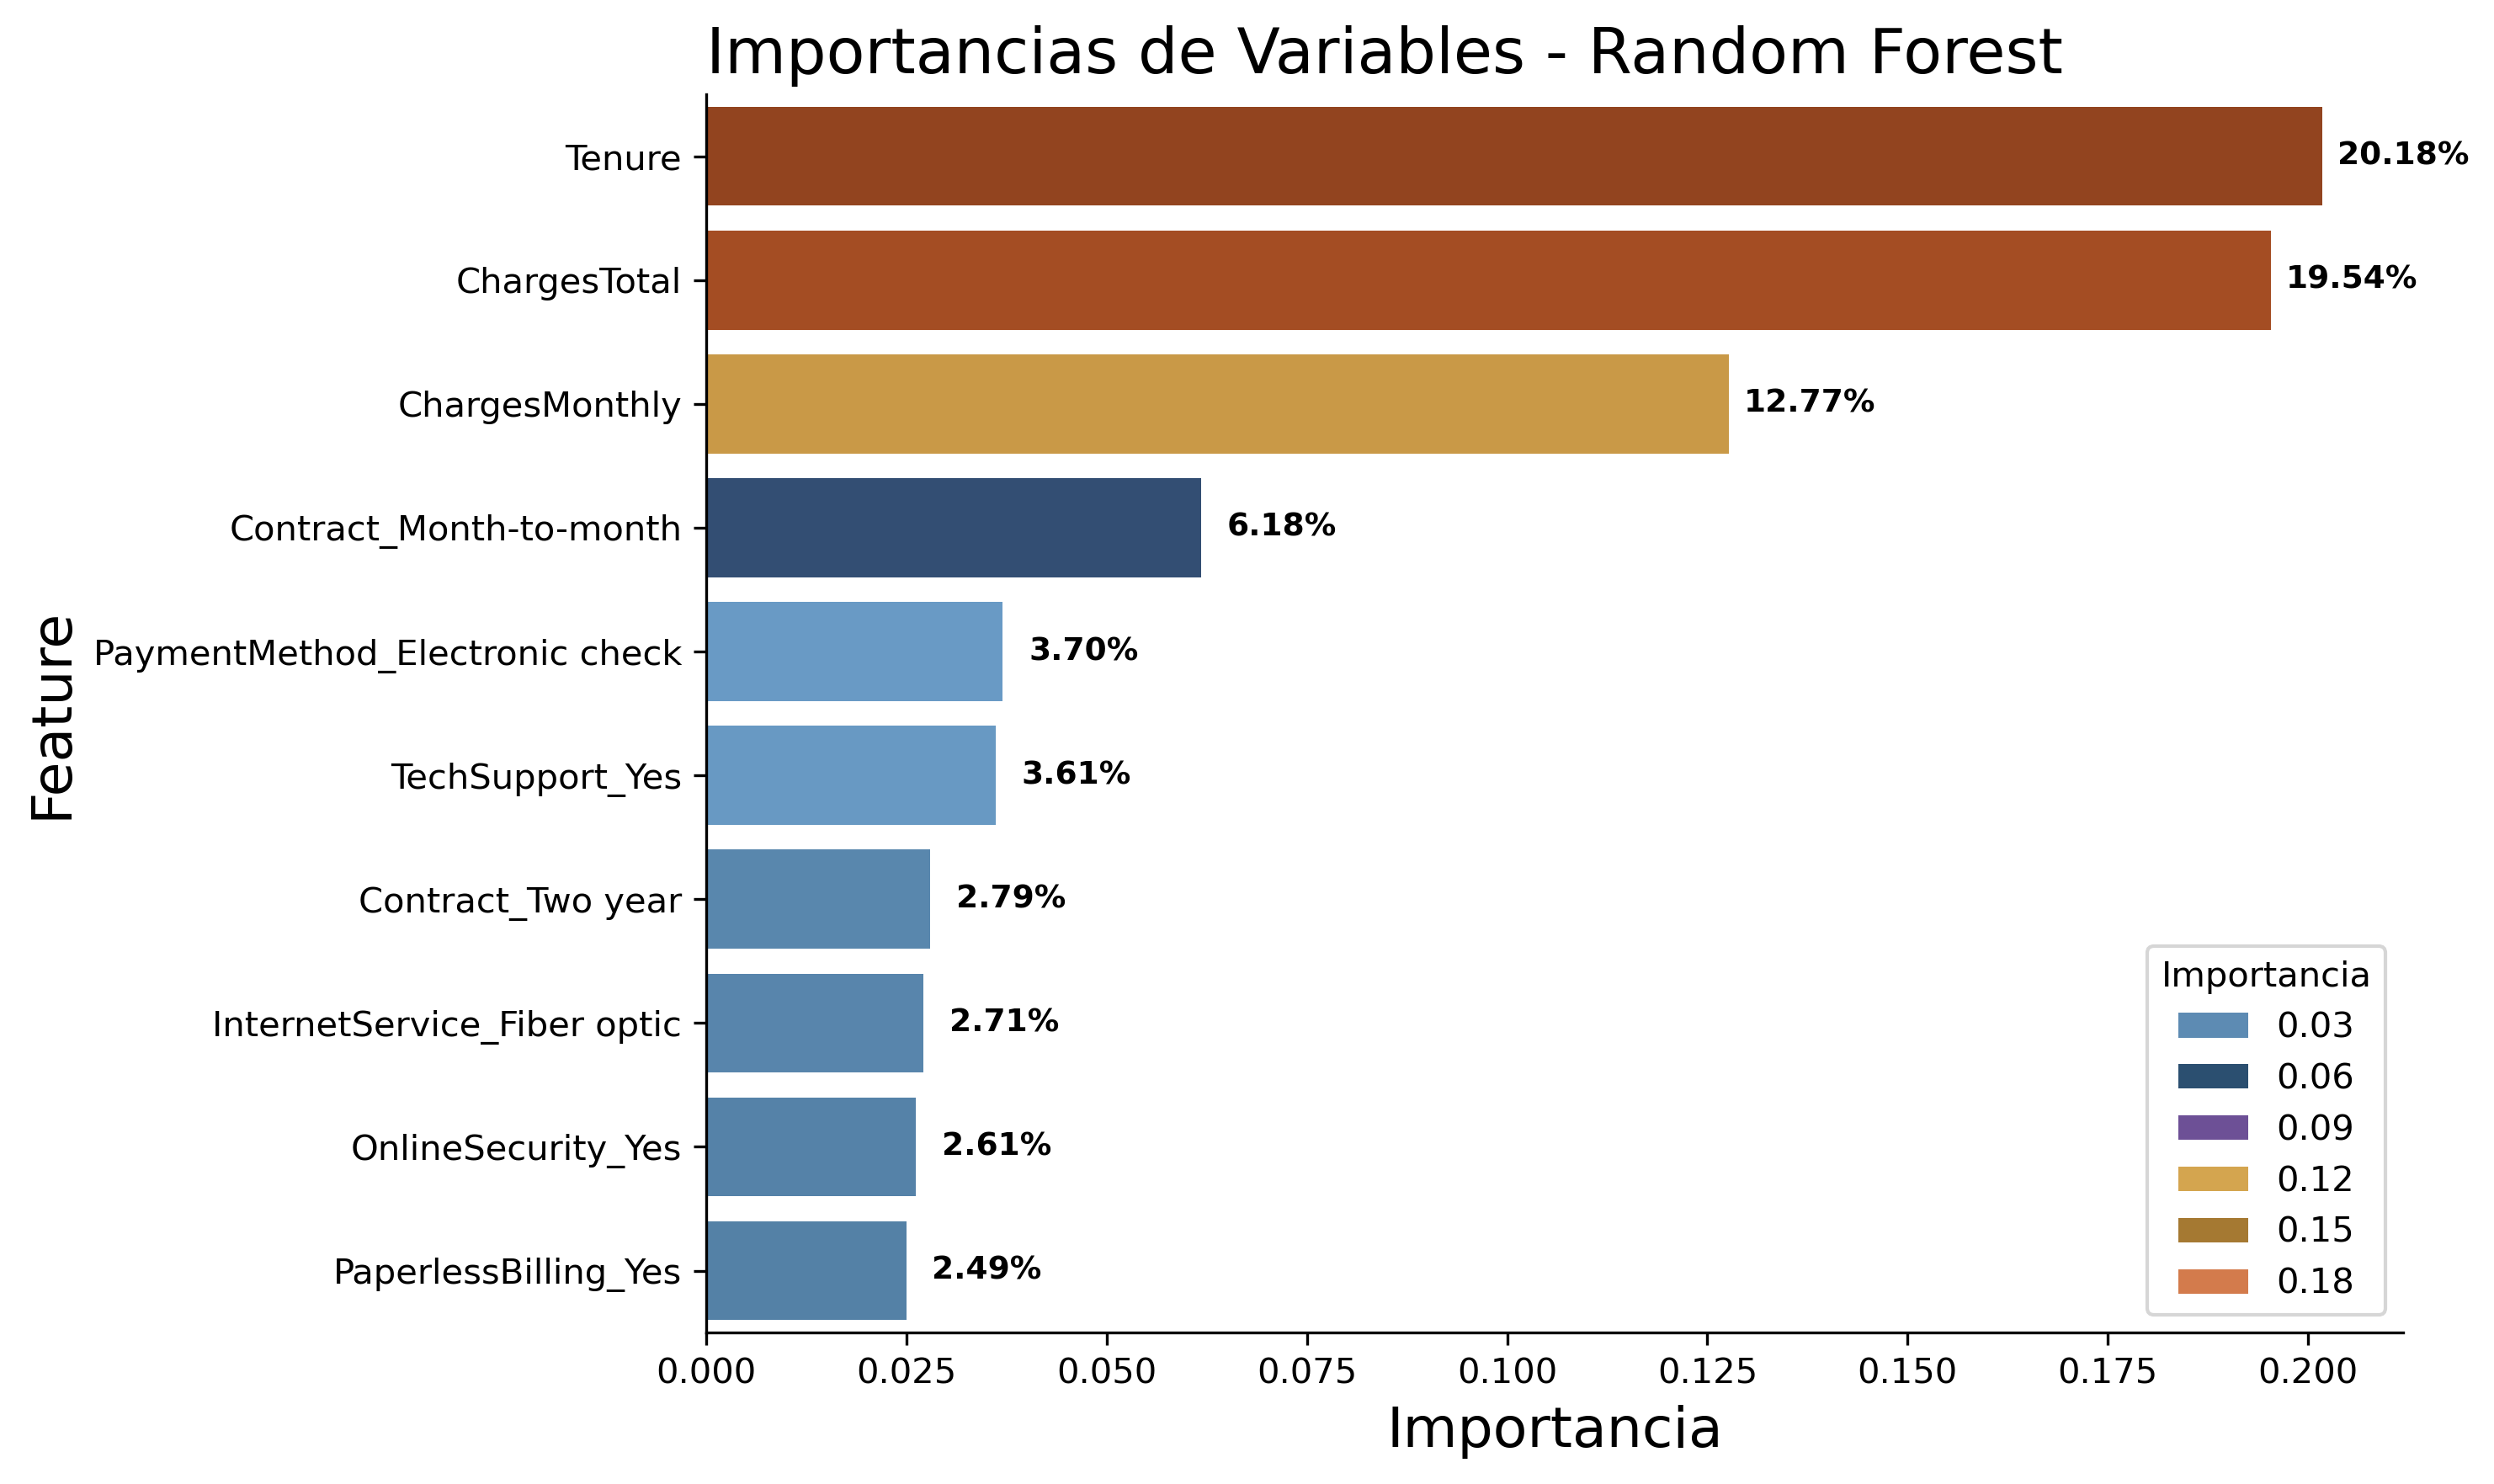 Importancias de Variables - Random Forest
Tenure
20.18%
ChargesTotal
19.54%
ChargesMonthly
12.77%
Contract_Month-to-month
6.18%
PaymentMethod_Electronic check
3.70%
TechSupport_Yes
3.61%
Contract_Two year
2.79%
InternetService_Fiber optic
2.71%
OnlineSecurity_Yes
2.61%
PaperlessBilling_Yes
2.49%
Feature
Importancia
0.03
0.06
0.09
0.12
0.15
0.18
0.000 0.025 0.050 0.075 0.100 0.125 0.150 0.175 0.200
Importancia